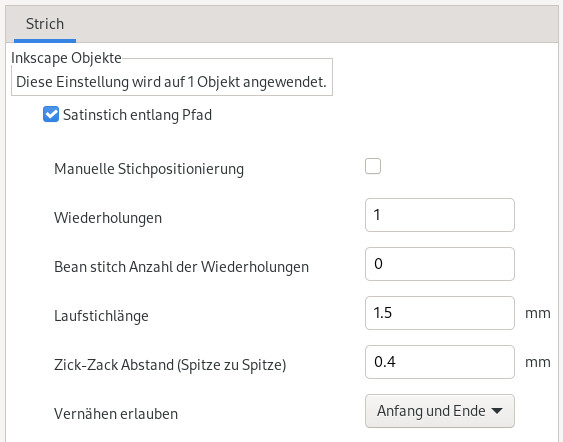 Strich
Inkscape Objekte
Diese Einstellung wird auf 1 Objekt angewendet.
Satinstich entlang Pfad
Manuelle Stichpositionierung
Wiederholungen 1
Bean stitch Anzahl der Wiederholungen 0
Laufstichlänge 1.5 mm
Zick-Zack Abstand (Spitze zu Spitze) 0.4 mm
Vernähen erlauben Anfang und Ende